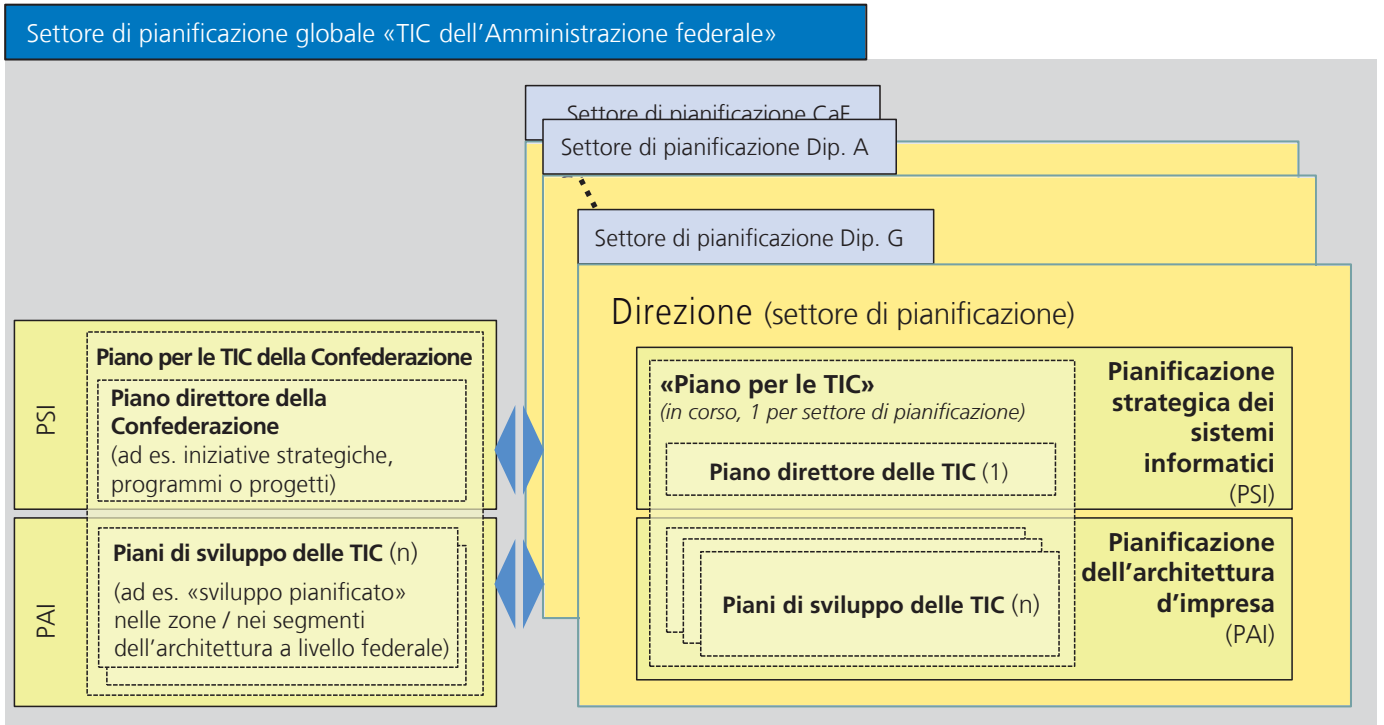 Settore di pianificazione globale «TIC dell’Amministrazione federale»
Settore di pianificazione CaF
Settore di pianificazione Dip. A
Settore di pianificazione Dip. G
Direzione (settore di pianificazione)
PSI
Piano per le TIC della Confederazione
Piano direttore della
Confederazione
(ad es. iniziative strategiche,
programmi o progetti)
PAI
Piani di sviluppo delle TIC (n)
(ad es. «sviluppo pianificato»
nelle zone / nei segmenti
dell’architettura a livello federale)
«Piano per le TIC»
(in corso, 1 per settore di pianificazione)
Piano direttore delle TIC (1)
Pianificazione
strategica dei
sistemi
informatici
(PSI)
Piani di sviluppo delle TIC (n)
Pianificazione
dell’architettura
d’impresa
(PAI)